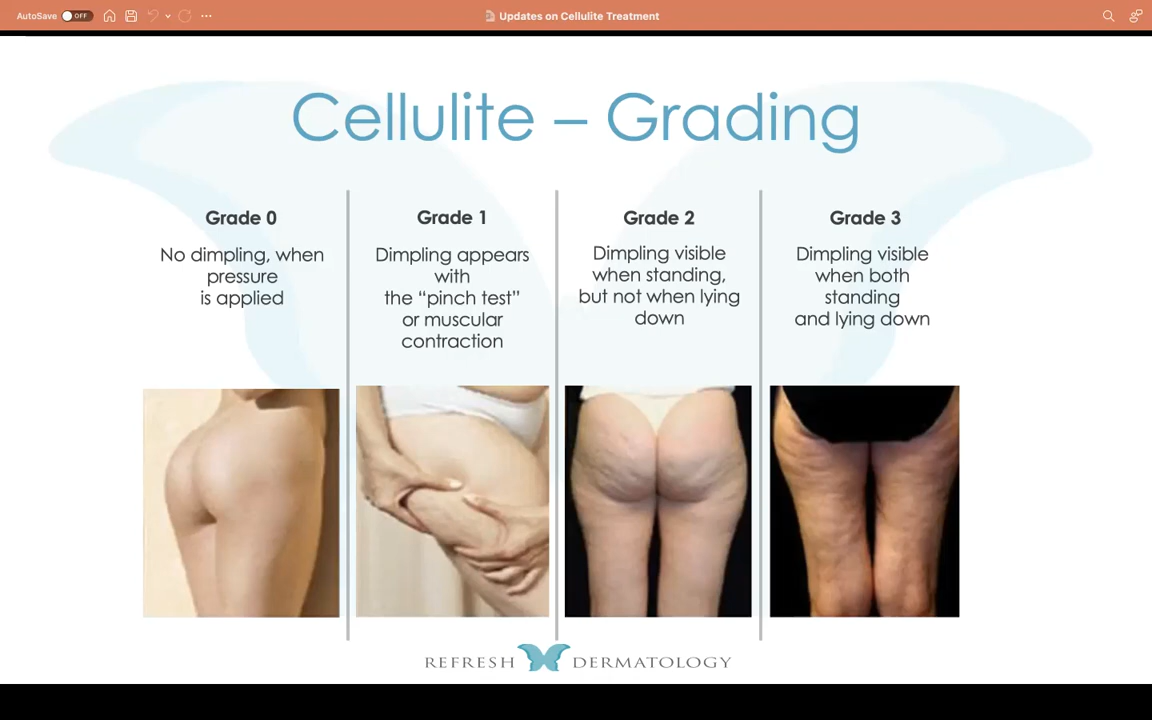 AutoSave OFF
Updates on Cellulite Treatment
Cellulite – Grading
Grade 0
No dimpling, when
pressure
is applied
Grade 1
Dimpling appears
with
the “pinch test”
or muscular
contraction
Grade 2
Dimpling visible
when standing,
but not when lying
down
Grade 3
Dimpling visible
when both
standing
and lying down
REFRESH DERMATOLOGY